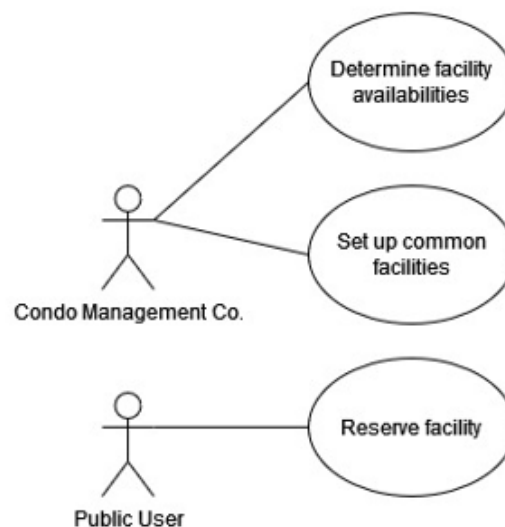 Determine facility
availabilities
Set up common
facilities
Condo Management Co.
Reserve facility
Public User